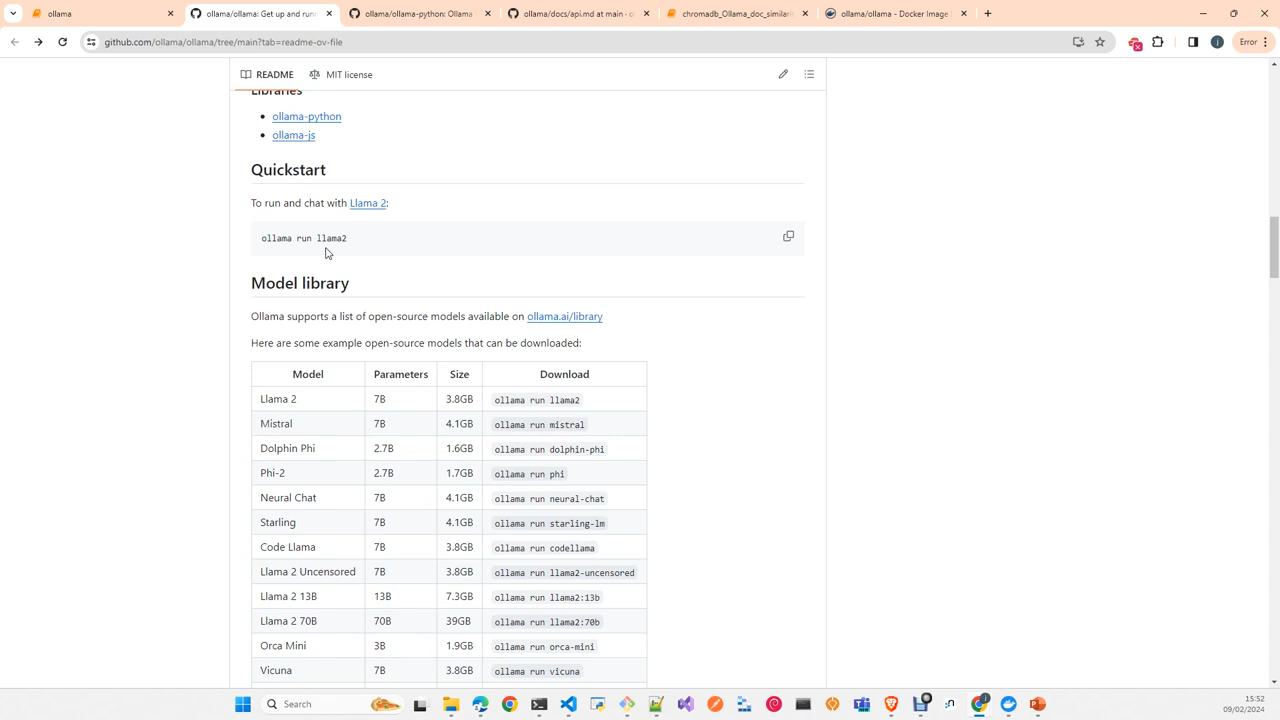 ollama
ollama/ollama: Get up and runn
ollama/ollama-python: Ollama
ollama/docs/api.md at main · o
chromadb_Ollama_doc_similarit
ollama/ollama - Docker Image
github.com/ollama/ollama/tree/main?tab=readme-ov-file
Error
README
MIT license
Libraries
ollama-python
ollama-js
Quickstart
To run and chat with Llama 2:
ollama run llama2
Model library
Ollama supports a list of open-source models available on ollama.ai/library
Here are some example open-source models that can be downloaded:
Model Parameters Size Download
Llama 2 7B 3.8GB ollama run llama2
Mistral 7B 4.1GB ollama run mistral
Dolphin Phi 2.7B 1.6GB ollama run dolphin-phi
Phi-2 2.7B 1.7GB ollama run phi
Neural Chat 7B 4.1GB ollama run neural-chat
Starling 7B 4.1GB ollama run starling-lm
Code Llama 7B 3.8GB ollama run codellama
Llama 2 Uncensored 7B 3.8GB ollama run llama2-uncensored
Llama 2 13B 13B 7.3GB ollama run llama2:13b
Llama 2 70B 70B 39GB ollama run llama2:70b
Orca Mini 3B 1.9GB ollama run orca-mini
Vicuna 7B 3.8GB ollama run vicuna
Search
15:52
09/02/2024